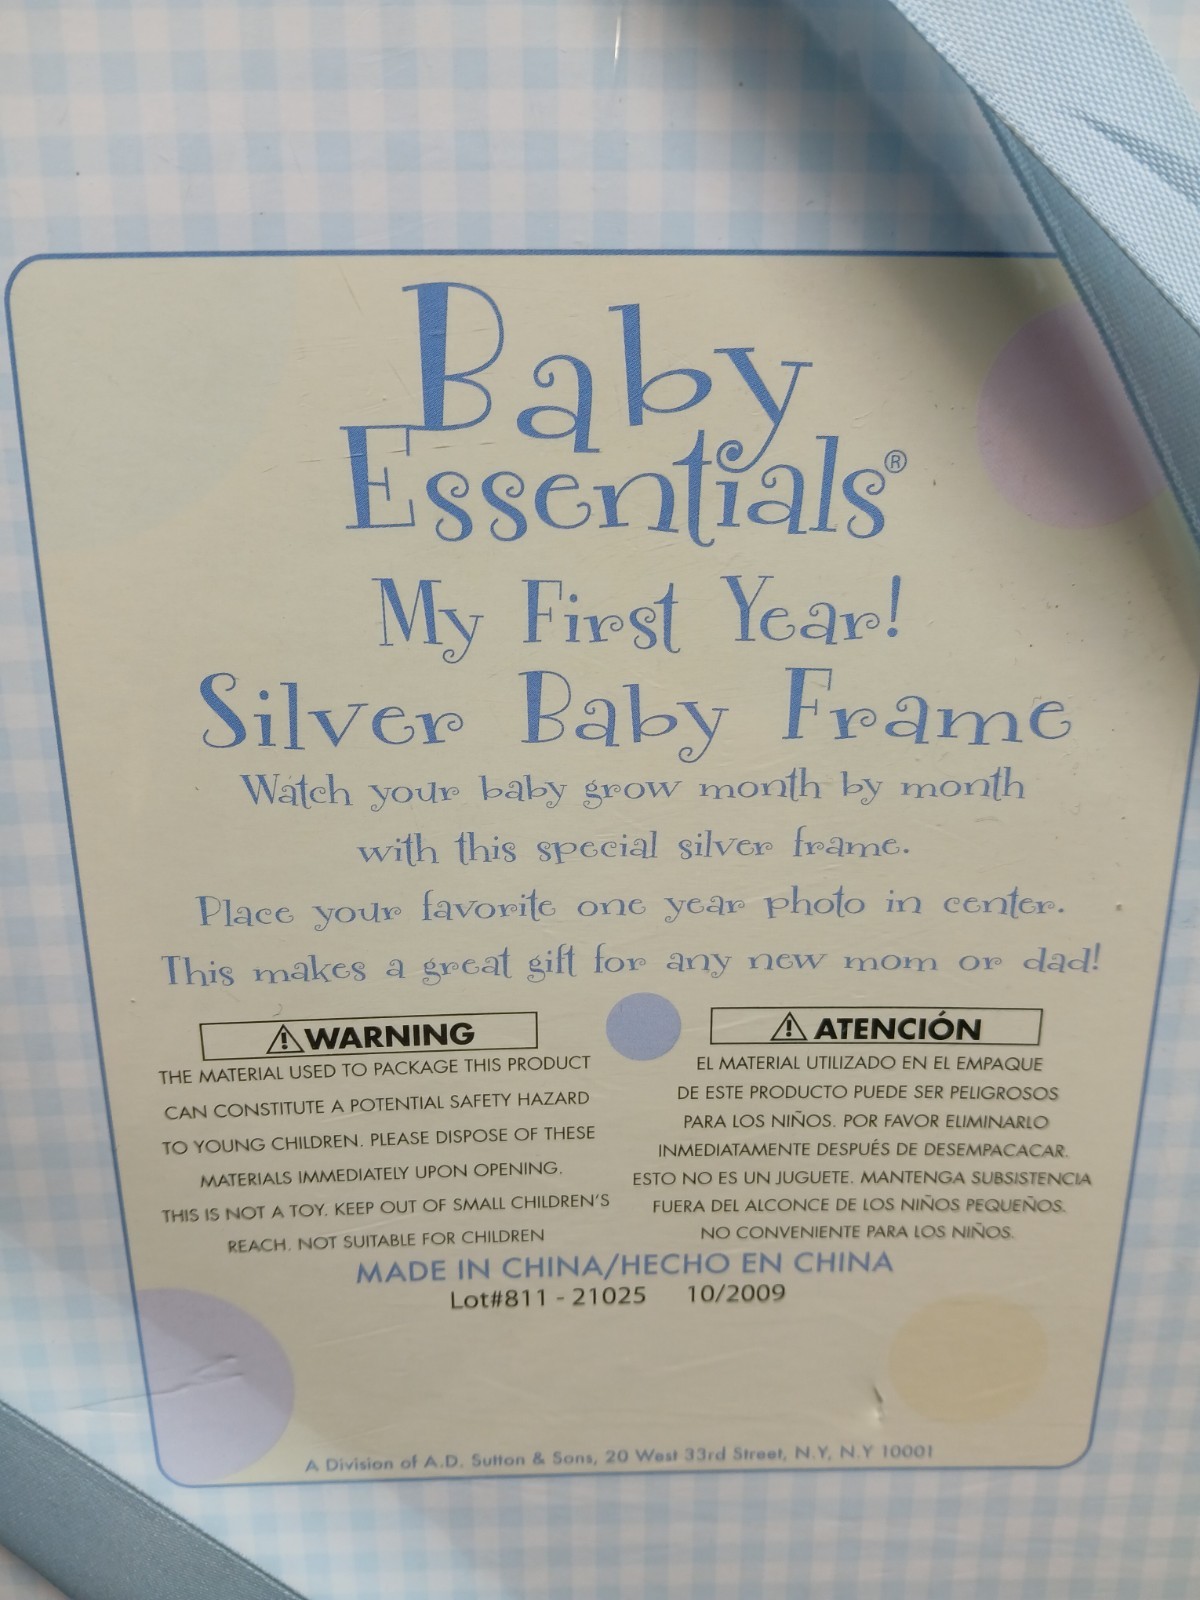 Baby
Essentials®
My First Year!
Silver Baby Frame
Watch your baby grow month by month
with this special silver frame.
Place your favorite one year photo in center.
This makes a great gift for any new mom or dad!
⚠WARNING
THE MATERIAL USED TO PACKAGE THIS PRODUCT
CAN CONSTITUTE A POTENTIAL SAFETY HAZARD
TO YOUNG CHILDREN. PLEASE DISPOSE OF THESE
MATERIALS IMMEDIATELY UPON OPENING.
THIS IS NOT A TOY. KEEP OUT OF SMALL CHILDREN'S
REACH. NOT SUITABLE FOR CHILDREN
⚠ ATENCIÓN
EL MATERIAL UTILIZADO EN EL EMPAQUE
DE ESTE PRODUCTO PUEDE SER PELIGROSOS
PARA LOS NIÑOS. POR FAVOR ELIMINARLO
INMEDIATAMENTE DESPUÉS DE DESEMPACACAR.
ESTO NO ES UN JUGUETE. MANTENGA SUBSISTENCIA
FUERA DEL ALCONCE DE LOS NIÑOS PEQUEÑOS.
NO CONVENIENTE PARA LOS NIÑOS.
MADE IN CHINA/HECHO EN CHINA
Lot#811 - 21025 10/2009
A Division of A.D. Sutton & Sons, 20 West 33rd Street, N.Y, N.Y 10001